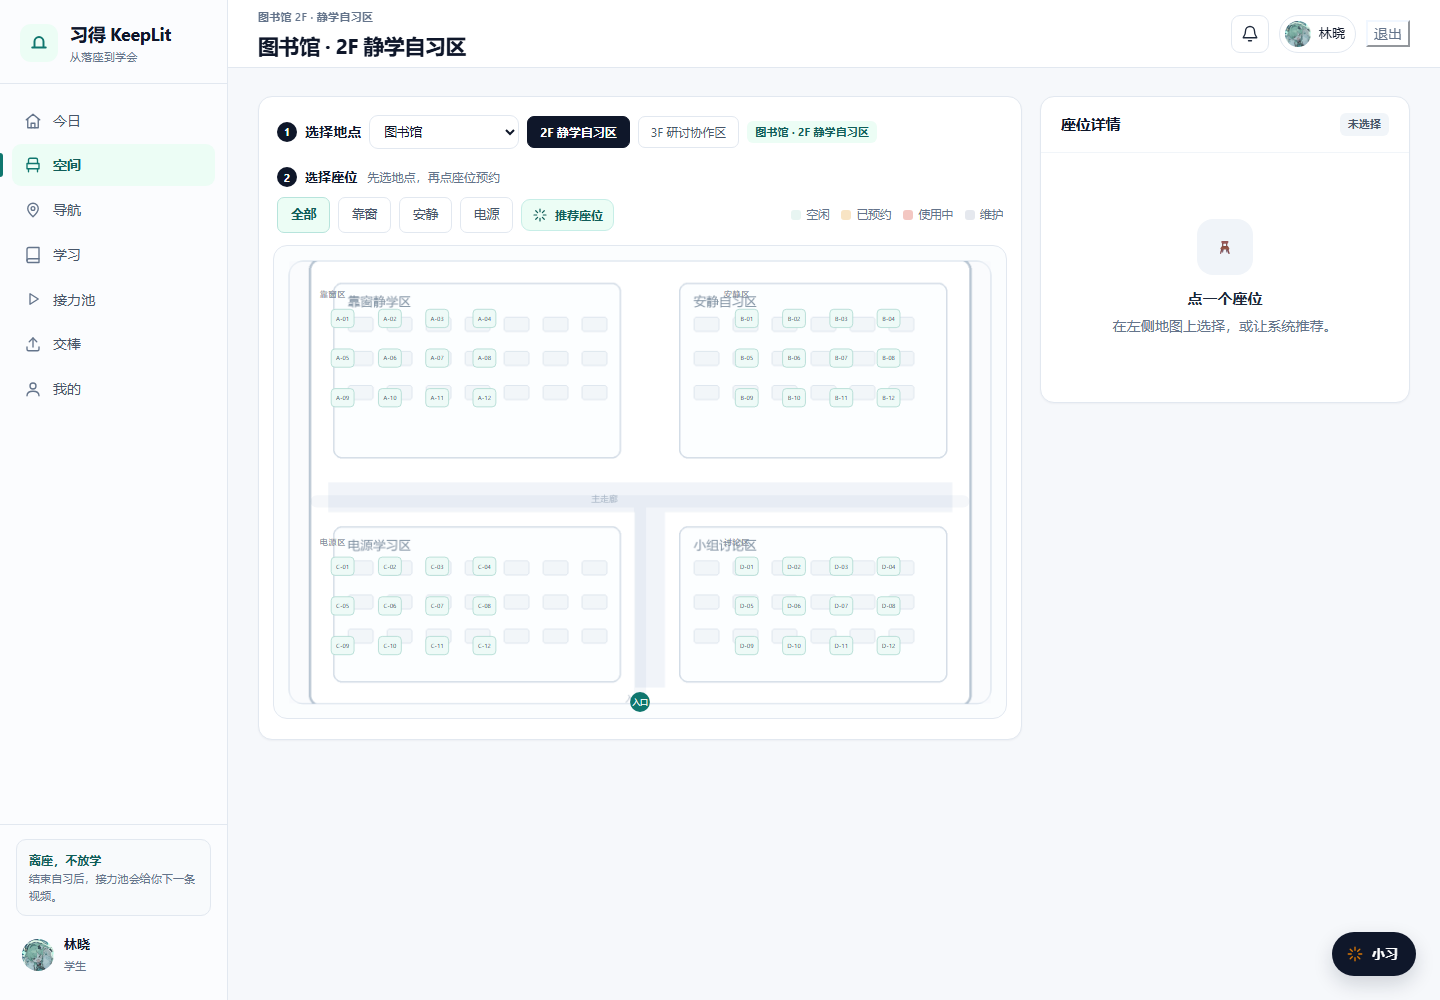 习得 KeepLit
从落座到学会
今日
空间
导航
学习
接力池
交棒
我的
离座，不放学
结束自习后，接力池会给你下一条
视频。
林晓
学生
图书馆 2F · 静学自习区
图书馆 · 2F 静学自习区
林晓
退出
1 选择地点 图书馆 2F 静学自习区 3F 研讨协作区 图书馆 · 2F 静学自习区
2 选择座位 先选地点，再点座位预约
全部 靠窗 安静 电源 推荐座位
空闲 已预约 使用中 维护
靠窗区 靠窗静学区
A-01 A-02 A-03 A-04
A-05 A-06 A-07 A-08
A-09 A-10 A-11 A-12
安静区 安静自习区
B-01 B-02 B-03 B-04
B-05 B-06 B-07 B-08
B-09 B-10 B-11 B-12
主走廊
电源区 电源学习区
C-01 C-02 C-03 C-04
C-05 C-06 C-07 C-08
C-09 C-10 C-11 C-12
小组讨论区
D-01 D-02 D-03 D-04
D-05 D-06 D-07 D-08
D-09 D-10 D-11 D-12
入口
座位详情
未选择
点一个座位
在左侧地图上选择，或让系统推荐。
小习